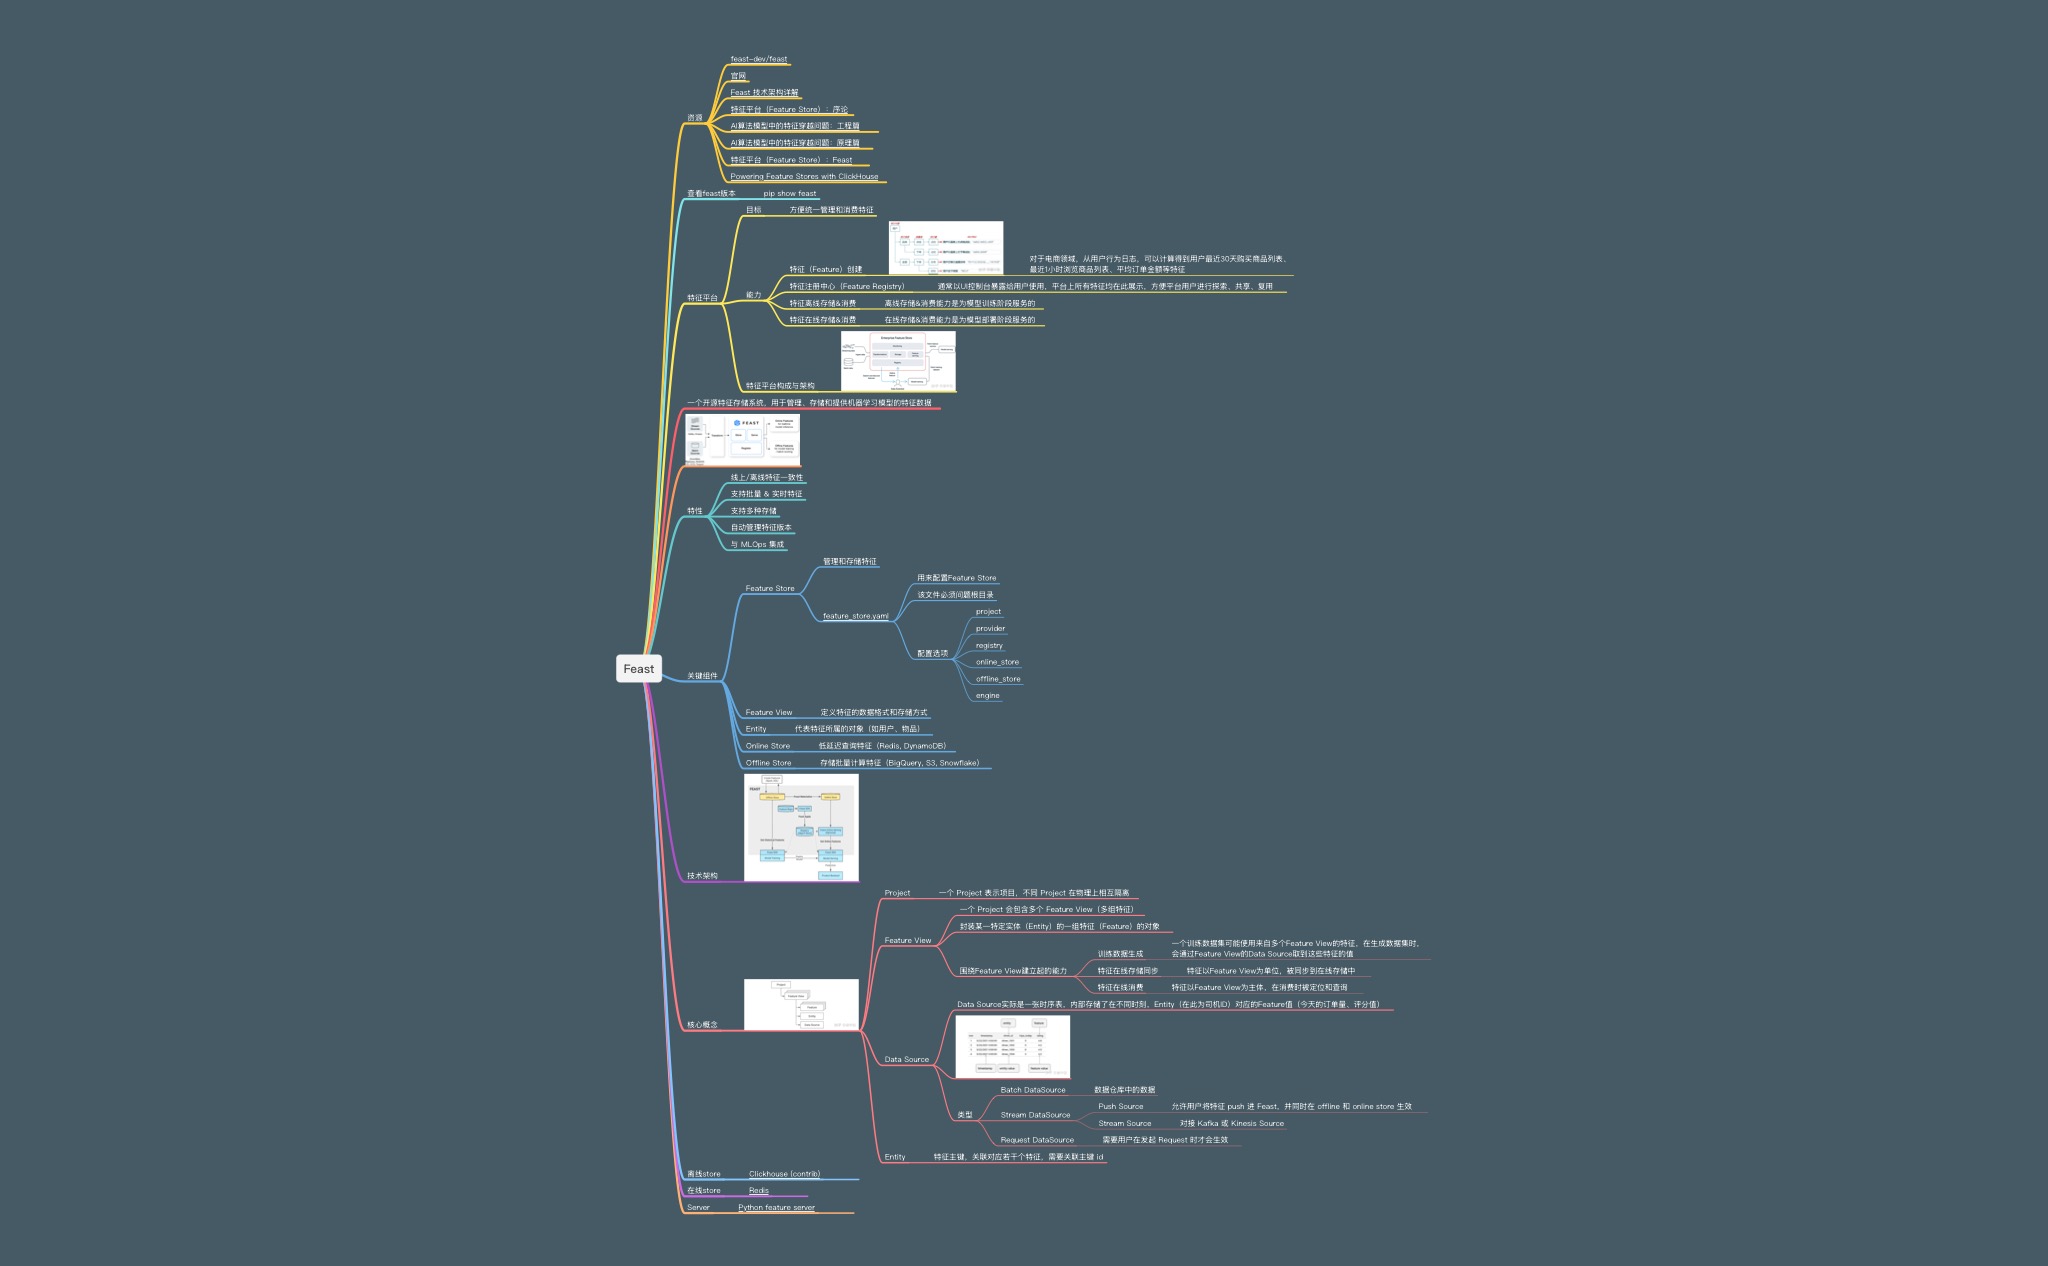 feast-dev/feast
官网
Feast 技术架构详解
特征平台（Feature Store）：序论
资源
AI算法模型中的特征穿越问题：工程篇
AI算法模型中的特征穿越问题：原理篇
特征平台（Feature Store）：Feast
Powering Feature Stores with ClickHouse
查看feast版本 pip show feast
目标 方便统一管理和消费特征
特征平台
能力
特征（Feature）创建
对于电商领域，从用户行为日志，可以计算得到用户最近30天购买商品列表、
最近1小时浏览商品列表、平均订单金额等特征
特征注册中心（Feature Registry） 通常以UI控制台暴露给用户使用，平台上所有特征均在此展示，方便平台用户进行探索、共享、复用
特征离线存储&消费 离线存储&消费能力是为模型训练阶段服务的
特征在线存储&消费 在线存储&消费能力是为模型部署阶段服务的
Enterprise Feature Store
特征平台构成与架构
一个开源特征存储系统，用于管理、存储和提供机器学习模型的特征数据
FEAST
特性
线上/离线特征一致性
支持批量 & 实时特征
支持多种存储
自动管理特征版本
与 MLOps 集成
Feast
关键组件
Feature Store
管理和存储特征
feature_store.yaml
用来配置Feature Store
该文件必须问题根目录
配置选项
project
provider
registry
online_store
offline_store
engine
Feature View 定义特征的数据格式和存储方式
Entity 代表特征所属的对象（如用户、物品）
Online Store 低延迟查询特征（Redis, DynamoDB）
Offline Store 存储批量计算特征（BigQuery, S3, Snowflake）
FEAST
技术架构
核心概念
Project
Feature View
Feature
Entity
Data Source
Project 一个 Project 表示项目，不同 Project 在物理上相互隔离
Feature View
一个 Project 会包含多个 Feature View（多组特征）
封装某一特定实体（Entity）的一组特征（Feature）的对象
围绕Feature View建立起的能力
训练数据生成
一个训练数据集可能使用来自多个Feature View的特征，在生成数据集时，
会通过Feature View的Data Source取到这些特征的值
特征在线存储同步 特征以Feature View为单位，被同步到在线存储中
特征在线消费 特征以Feature View为主体，在消费时被定位和查询
Data Source
Data Source实际是一张时序表，内部存储了在不同时刻，Entity（在此为司机ID）对应的Feature值（今天的订单量、评分值）
entity
feature
timestamp
entity value
feature value
类型
Batch DataSource 数据仓库中的数据
Stream DataSource
Push Source 允许用户将特征 push 进 Feast，并同时在 offline 和 online store 生效
Stream Source 对接 Kafka 或 Kinesis Source
Request DataSource 需要用户在发起 Request 时才会生效
Entity 特征主键，关联对应若干个特征，需要关联主键 id
离线store Clickhouse (contrib)
在线store Redis
Server Python feature server